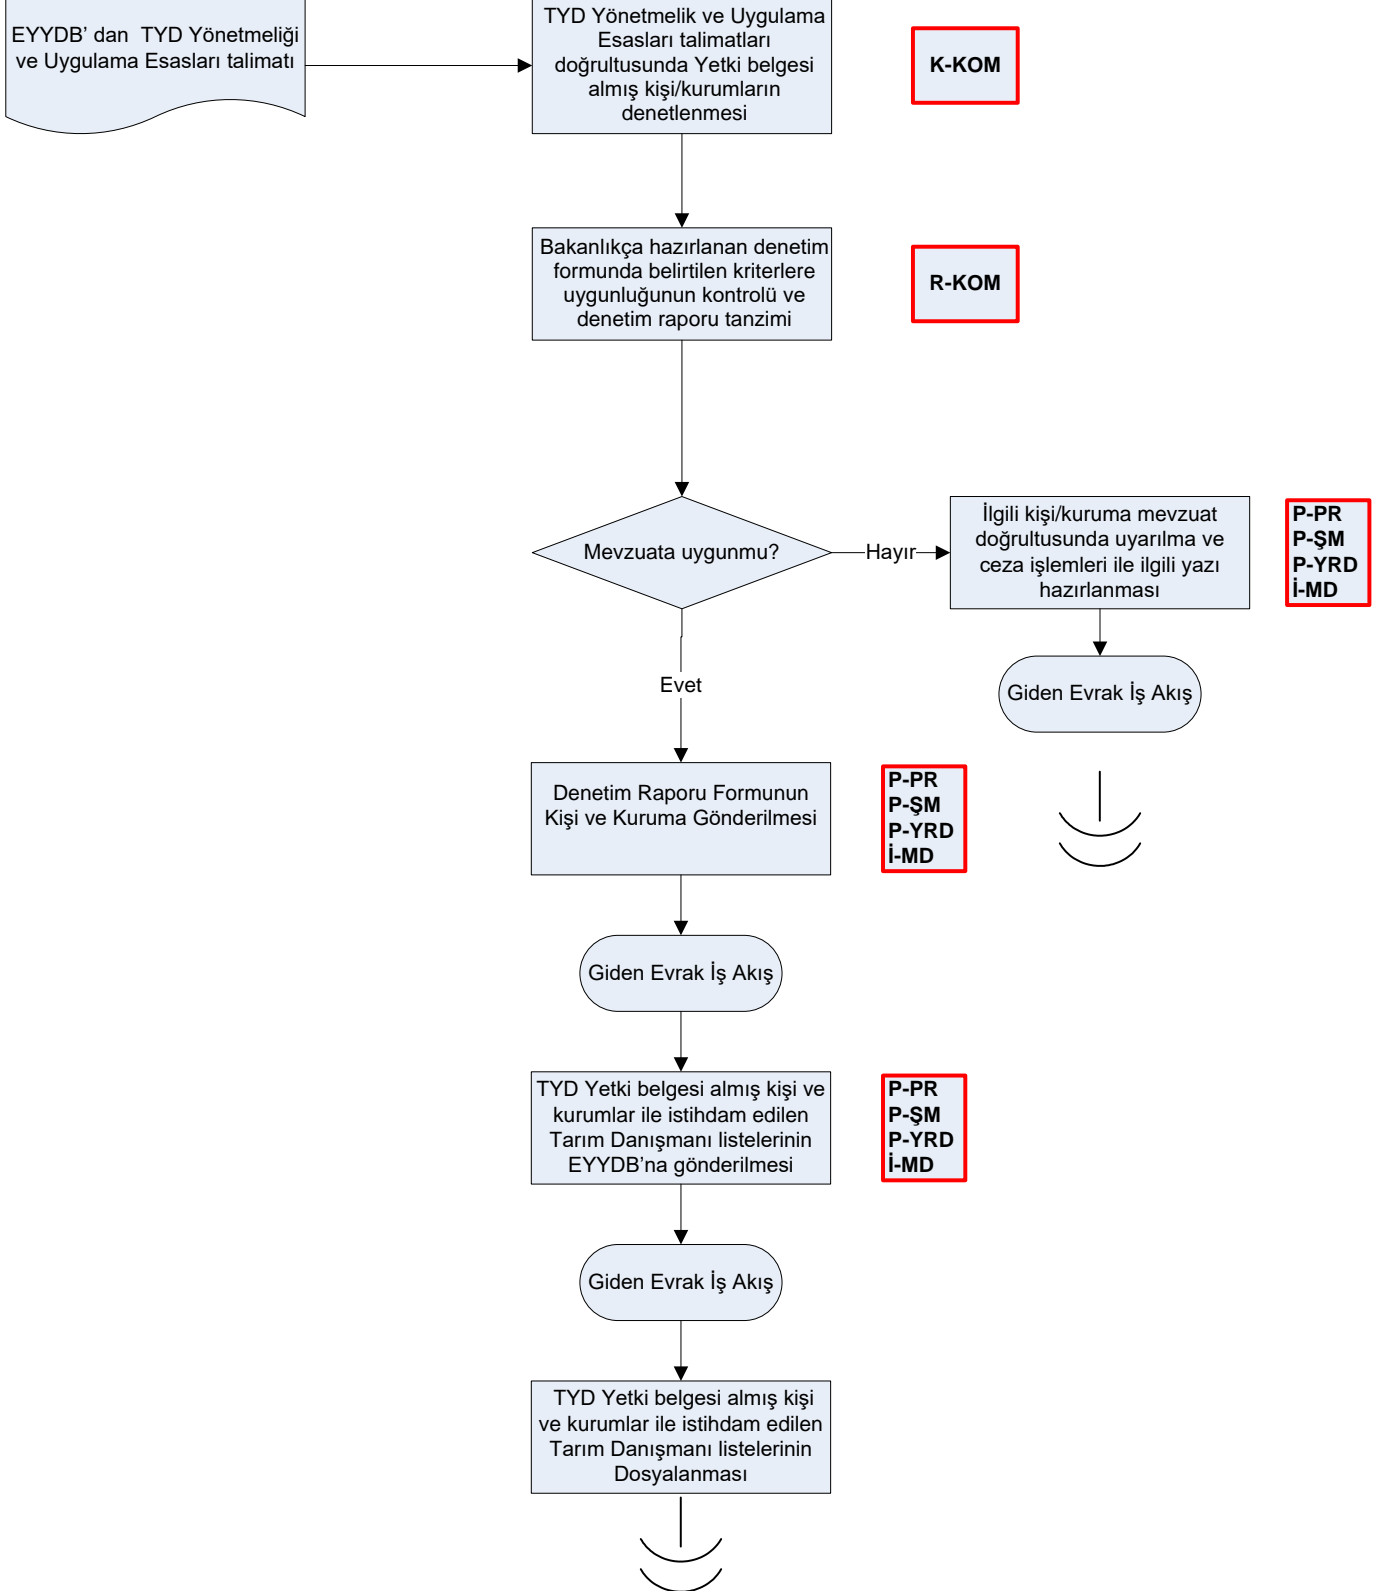 EYYDB’ dan  TYD Yönetmeliği
ve Uygulama Esasları talimatı
TYD Yönetmelik ve Uygulama
Esasları talimatları
doğrultusunda Yetki belgesi
almış kişi/kurumların
denetlenmesi
K-KOM
Bakanlıkça hazırlanan denetim
formunda belirtilen kriterlere
uygunluğunun kontrolü ve
denetim raporu tanzimi
R-KOM
Mevzuata uygunmu?
Hayır
İlgili kişi/kuruma mevzuat
doğrultusunda uyarılma ve
ceza işlemleri ile ilgili yazı
hazırlanması
P-PR
P-ŞM
P-YRD
İ-MD
Giden Evrak İş Akış
Evet
Denetim Raporu Formunun
Kişi ve Kuruma Gönderilmesi
P-PR
P-ŞM
P-YRD
İ-MD
Giden Evrak İş Akış
TYD Yetki belgesi almış kişi ve
kurumlar ile istihdam edilen
Tarım Danışmanı listelerinin
EYYDB’na gönderilmesi
P-PR
P-ŞM
P-YRD
İ-MD
Giden Evrak İş Akış
TYD Yetki belgesi almış kişi
ve kurumlar ile istihdam edilen
Tarım Danışmanı listelerinin
Dosyalanması